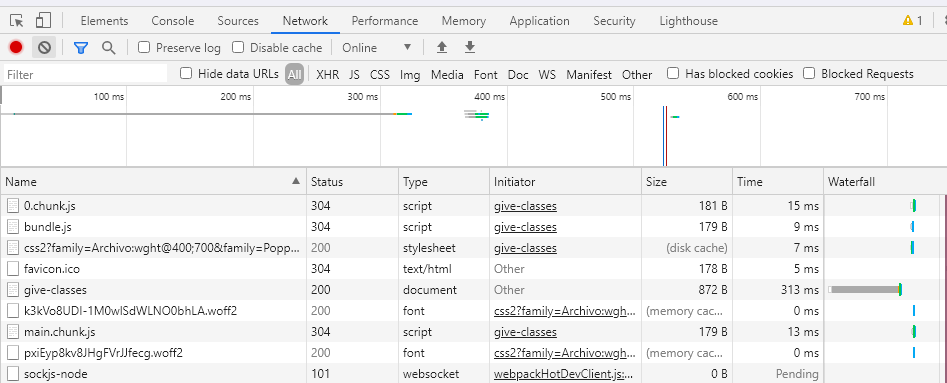 Elements Console Sources Network Performance Memory Application Security Lighthouse 1
Preserve log Disable cache Online
Filter Hide data URLs All XHR JS CSS Img Media Font Doc WS Manifest Other Has blocked cookies Blocked Requests
100 ms 200 ms 300 ms 400 ms 500 ms 600 ms 700 ms
Name Status Type Initiator Size Time Waterfall
0.chunk.js 304 script give-classes 181 B 15 ms
bundle.js 304 script give-classes 179 B 9 ms
css2?family=Archivo:wght@400;700&family=Popp... 200 stylesheet give-classes (disk cache) 7 ms
favicon.ico 304 text/html Other 178 B 5 ms
give-classes 200 document Other 872 B 313 ms
k3kVo8UDI-1M0wlSdWLNO0bhLA.woff2 200 font css2?family=Archivo:wgh... (memory cac... 0 ms
main.chunk.js 304 script give-classes 179 B 13 ms
pxiEyp8kv8JHgFVrJJfecg.woff2 200 font css2?family=Archivo:wgh... (memory cac... 0 ms
sockjs-node 101 websocket webpackHotDevClient.js:... 0 B Pending